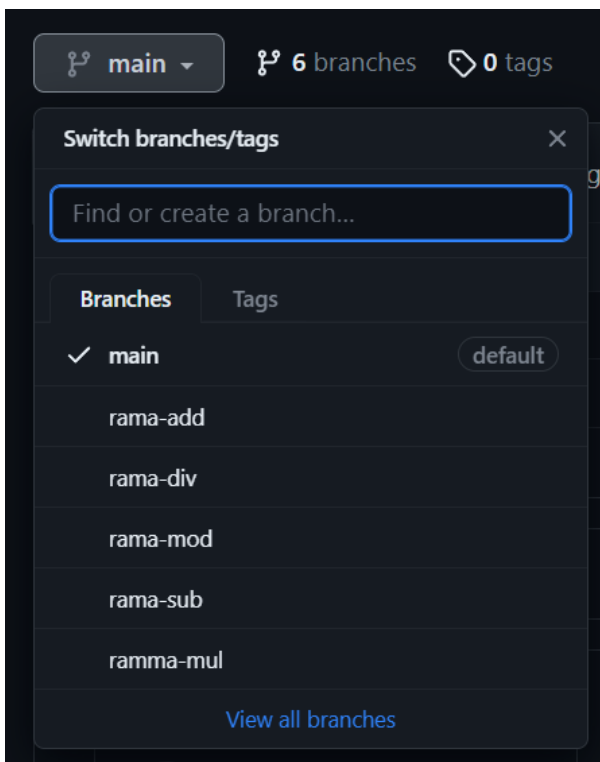 main 6 branches 0 tags
Switch branches/tags
g
Find or create a branch...
Branches Tags
main default
rama-add
rama-div
rama-mod
rama-sub
ramma-mul
View all branches